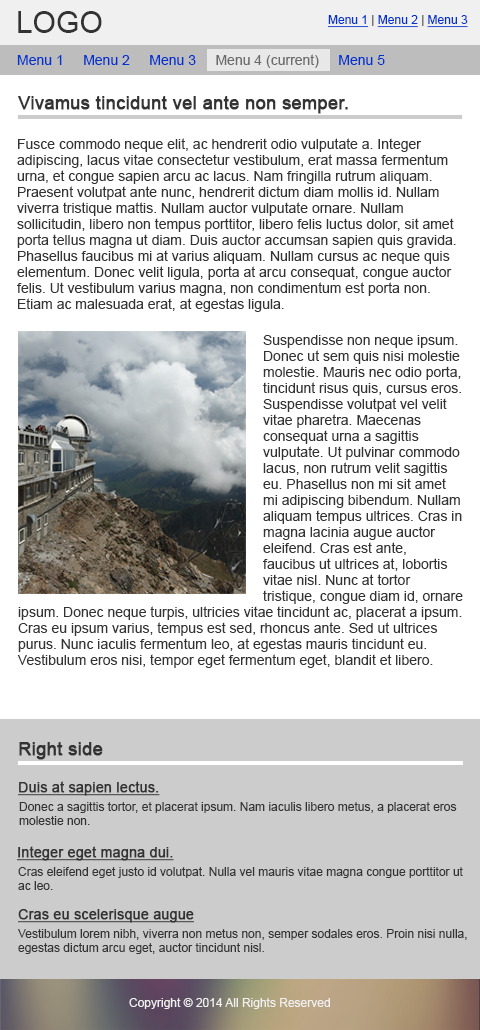 LOGO
Menu 1 | Menu 2 | Menu 3
Menu 1 Menu 2 Menu 3 Menu 4 (current) Menu 5
Vivamus tincidunt vel ante non semper.
Fusce commodo neque elit, ac hendrerit odio vulputate a. Integer
adipiscing, lacus vitae consectetur vestibulum, erat massa fermentum
urna, et congue sapien arcu ac lacus. Nam fringilla rutrum aliquam.
Praesent volutpat ante nunc, hendrerit dictum diam mollis id. Nullam
viverra tristique mattis. Nullam auctor vulputate ornare. Nullam
sollicitudin, libero non tempus porttitor, libero felis luctus dolor, sit amet
porta tellus magna ut diam. Duis auctor accumsan sapien quis gravida.
Phasellus faucibus mi at varius aliquam. Nullam cursus ac neque quis
elementum. Donec velit ligula, porta at arcu consequat, congue auctor
felis. Ut vestibulum varius magna, non condimentum est porta non.
Etiam ac malesuada erat, at egestas ligula.
Suspendisse non neque ipsum.
Donec ut sem quis nisi molestie
molestie. Mauris nec odio porta,
tincidunt risus quis, cursus eros.
Suspendisse volutpat vel velit
vitae pharetra. Maecenas
consequat urna a sagittis
vulputate. Ut pulvinar commodo
lacus, non rutrum velit sagittis
eu. Phasellus non mi sit amet
mi adipiscing bibendum. Nullam
aliquam tempus ultrices. Cras in
magna lacinia augue auctor
eleifend. Cras est ante,
faucibus ut ultrices at, lobortis
vitae nisl. Nunc at tortor
tristique, congue diam id, ornare
ipsum. Donec neque turpis, ultricies vitae tincidunt ac, placerat a ipsum.
Cras eu ipsum varius, tempus est sed, rhoncus ante. Sed ut ultrices
purus. Nunc iaculis fermentum leo, at egestas mauris tincidunt eu.
Vestibulum eros nisi, tempor eget fermentum eget, blandit et libero.
Right side
Duis at sapien lectus.
Donec a sagittis tortor, et placerat ipsum. Nam iaculis libero metus, a placerat eros
molestie non.
Integer eget magna dui.
Cras eleifend eget justo id volutpat. Nulla vel mauris vitae magna congue porttitor ut
ac leo.
Cras eu scelerisque augue
Vestibulum lorem nibh, viverra non metus non, semper sodales eros. Proin nisi nulla,
egestas dictum arcu eget, auctor tincidunt nisl.
Copyright © 2014 All Rights Reserved